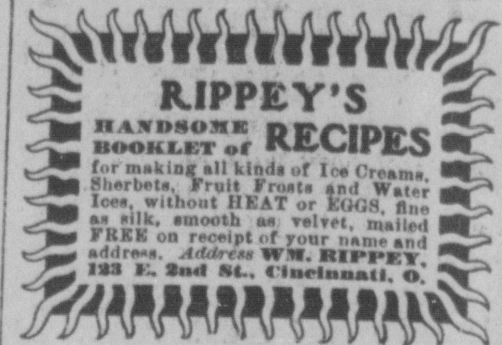 RIPPEY'S
HANDSOME
BOOKLET of RECIPES
for making all kinds of Ice Creams,
Sherbets, Fruit Frosts and Water
Ices, without HEAT or EGGS, fine
as silk, smooth as velvet, mailed
FREE on receipt of your name and
address. Address WM. RIPPEY,
123 E. 2nd St., Cincinnati, O.